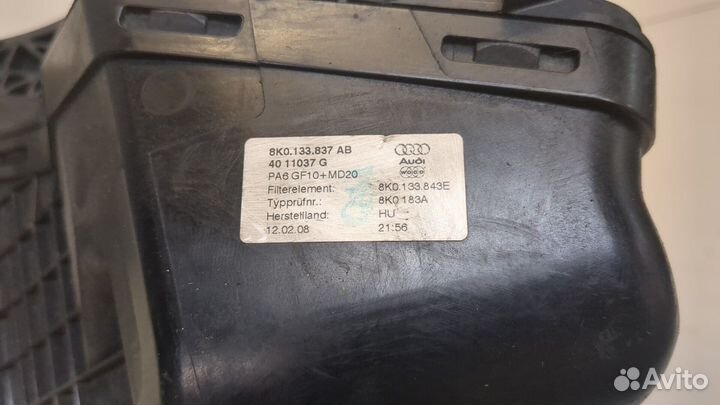 8K0.133.837 AB
40 11037 G
Audi
PA6 GF10+MD20
Filterelement: 8K0.133.843E
Typprüfnr.: 8K0 183A
Herstelland: HU
12.02.08 21:56
Avito